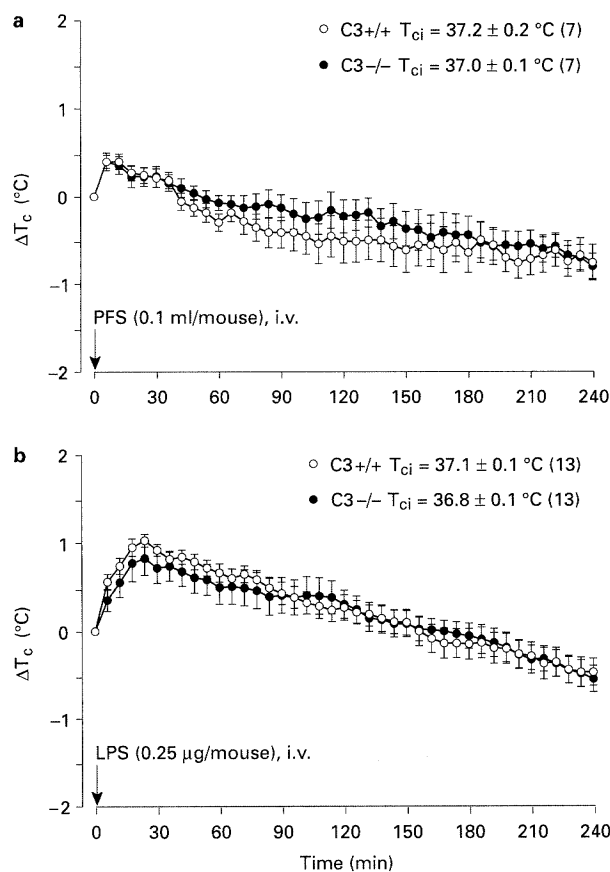 a
○ C3+/+ Tci = 37.2 ± 0.2 °C (7)
● C3−/− Tci = 37.0 ± 0.1 °C (7)
2
1
0
−1
−2
ΔTc (°C)
PFS (0.1 ml/mouse), i.v.
0 30 60 90 120 150 180 210 240
b
○ C3+/+ Tci = 37.1 ± 0.1 °C (13)
● C3−/− Tci = 36.8 ± 0.1 °C (13)
2
1
0
−1
−2
ΔTc (°C)
LPS (0.25 µg/mouse), i.v.
0 30 60 90 120 150 180 210 240
Time (min)